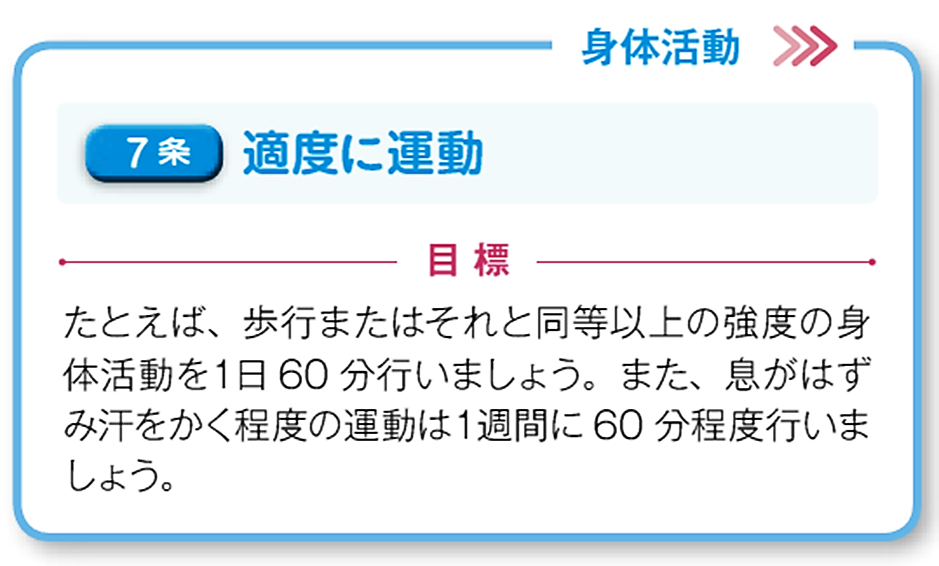 身体活動
7条 適度に運動
目標
たとえば、歩行またはそれと同等以上の強度の身
体活動を1日60分行いましょう。また、息がはず
み汗をかく程度の運動は1週間に60分程度行いま
しょう。